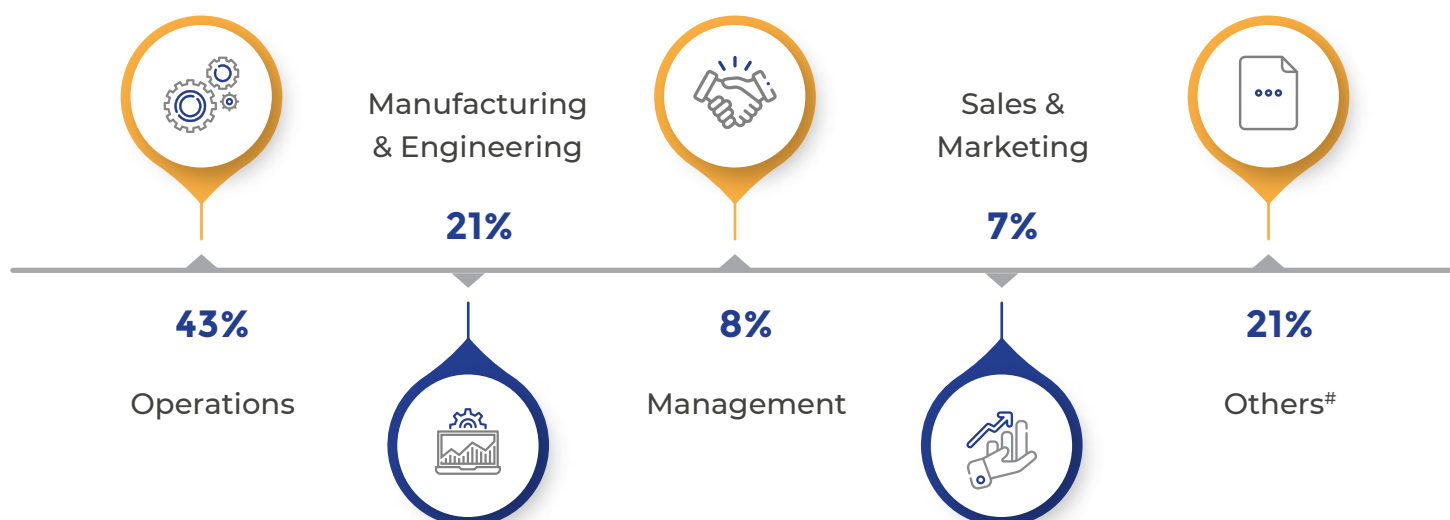 Manufacturing
& Engineering
Sales &
Marketing
21%
7%
43%
8%
21%
Operations
Management
Others#